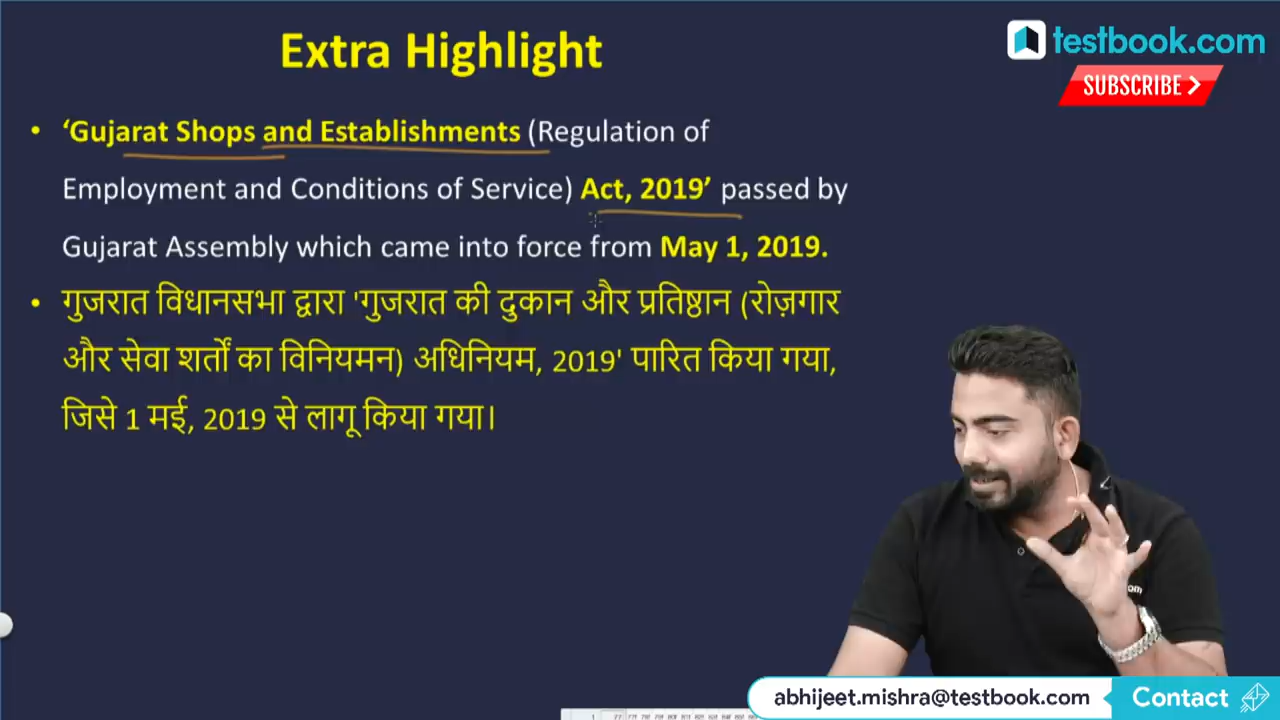 Extra Highlight
testbook.com
SUBSCRIBE
• ‘Gujarat Shops and Establishments (Regulation of
Employment and Conditions of Service) Act, 2019’ passed by
Gujarat Assembly which came into force from May 1, 2019.
• गुजरात विधानसभा द्वारा 'गुजरात की दुकान और प्रतिष्ठान (रोज़गार
और सेवा शर्तों का विनियमन) अधिनियम, 2019' पारित किया गया,
जिसे 1 मई, 2019 से लागू किया गया।
abhijeet.mishra@testbook.com Contact